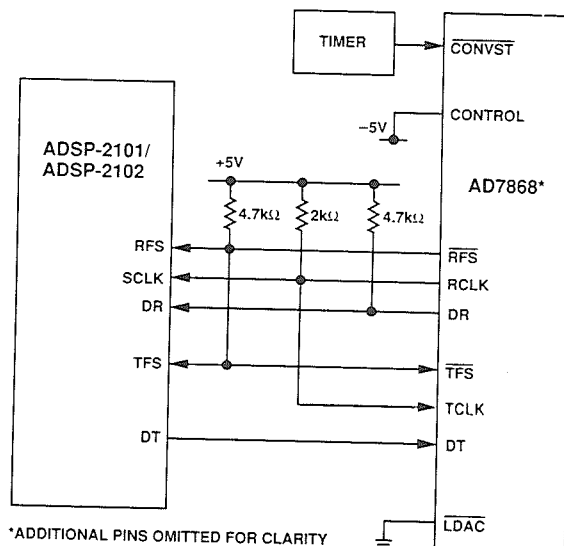 TIMER
CONVST
CONTROL
–5V
ADSP-2101/
ADSP-2102
+5V
AD7868*
4.7kΩ
2kΩ
4.7kΩ
RFS
RFS
SCLK
RCLK
DR
DR
TFS
TFS
TCLK
DT
DT
LDAC
*ADDITIONAL PINS OMITTED FOR CLARITY